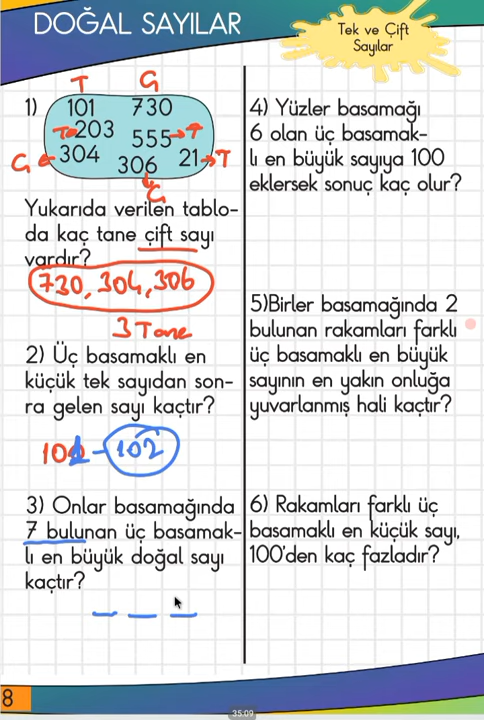 DOĞAL SAYILAR
Tek ve Çift
Sayılar
T Ç
1) 101 730
T 203 555 T
Ç 304 306 21 T
Ç
Yukarıda verilen tablo-
da kaç tane çift sayı
vardır?
730, 304, 306
3 Tane
2) Üç basamaklı en
küçük tek sayıdan son-
ra gelen sayı kaçtır?
101 - 102
3) Onlar basamağında
7 bulunan üç basamak-
lı en büyük doğal sayı
kaçtır?
4) Yüzler basamağı
6 olan üç basamak-
lı en büyük sayıya 100
eklersek sonuç kaç olur?
5)Birler basamağında 2
bulunan rakamları farklı
üç basamaklı en büyük
sayının en yakın onluğa
yuvarlanmış hali kaçtır?
6) Rakamları farklı üç
basamaklı en küçük sayı,
100'den kaç fazladır?
8
35:09